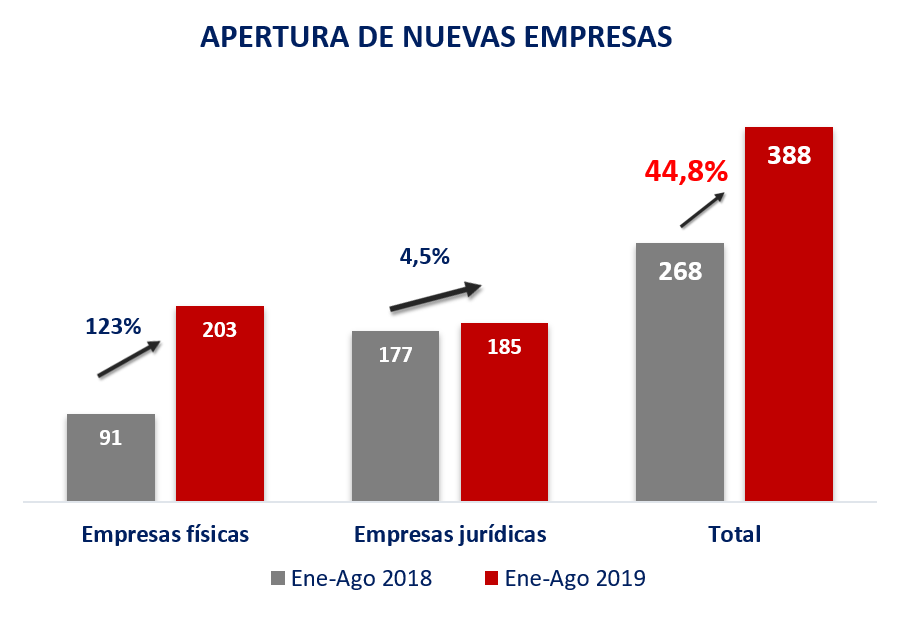 APERTURA DE NUEVAS EMPRESAS
123%
91
203
4,5%
177
185
44,8%
268
388
Empresas físicas
Empresas jurídicas
Total
Ene-Ago 2018
Ene-Ago 2019